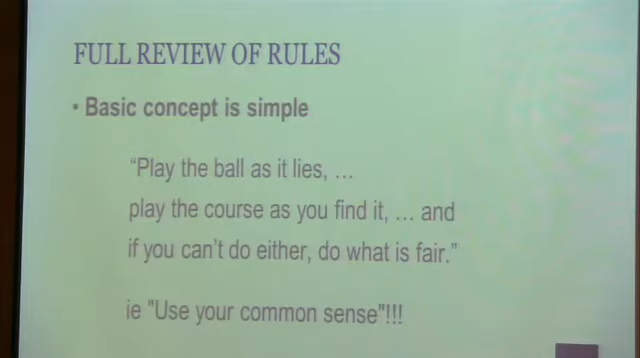 FULL REVIEW OF RULES
• Basic concept is simple
“Play the ball as it lies, …
play the course as you find it, … and
if you can’t do either, do what is fair.”
ie "Use your common sense"!!!